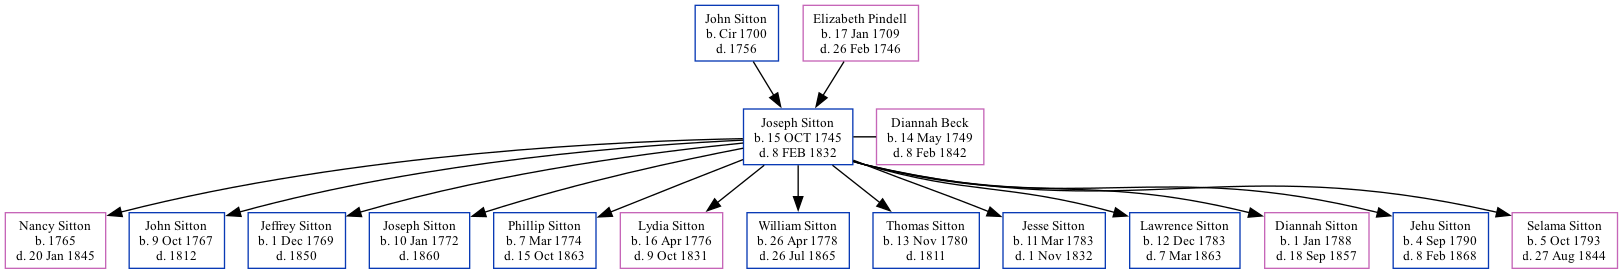 John Sitton
b. Cir 1700
d. 1756
Elizabeth Pindell
b. 17 Jan 1709
d. 26 Feb 1746
Joseph Sitton
b. 15 OCT 1745
d. 8 FEB 1832
Diannah Beck
b. 14 May 1749
d. 8 Feb 1842
Nancy Sitton
b. 1765
d. 20 Jan 1845
John Sitton
b. 9 Oct 1767
d. 1812
Jeffrey Sitton
b. 1 Dec 1769
d. 1850
Joseph Sitton
b. 10 Jan 1772
d. 1860
Phillip Sitton
b. 7 Mar 1774
d. 15 Oct 1863
Lydia Sitton
b. 16 Apr 1776
d. 9 Oct 1831
William Sitton
b. 26 Apr 1778
d. 26 Jul 1865
Thomas Sitton
b. 13 Nov 1780
d. 1811
Jesse Sitton
b. 11 Mar 1783
d. 1 Nov 1832
Lawrence Sitton
b. 12 Dec 1783
d. 7 Mar 1863
Diannah Sitton
b. 1 Jan 1788
d. 18 Sep 1857
Jehu Sitton
b. 4 Sep 1790
d. 8 Feb 1868
Selama Sitton
b. 5 Oct 1793
d. 27 Aug 1844